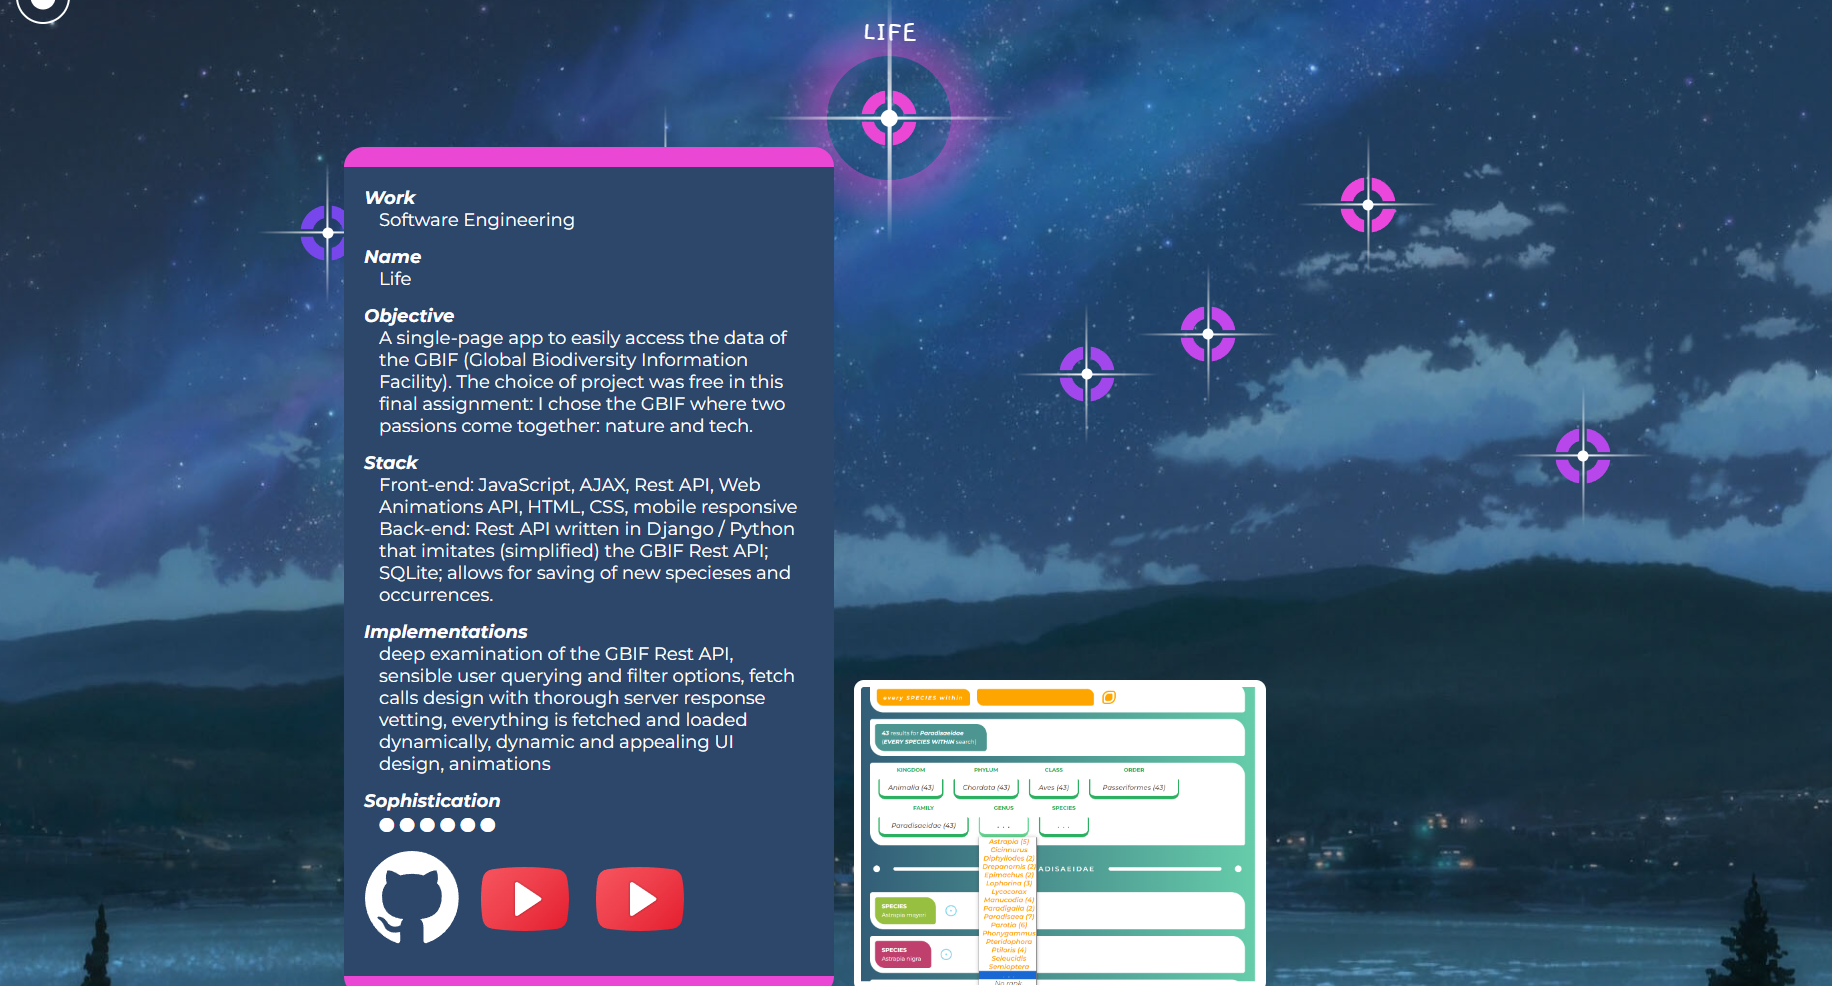 LIFE
Work
Software Engineering
Name
Life
Objective
A single-page app to easily access the data of
the GBIF (Global Biodiversity Information
Facility). The choice of project was free in this
final assignment: I chose the GBIF where two
passions come together: nature and tech.
Stack
Front-end: JavaScript, AJAX, Rest API, Web
Animations API, HTML, CSS, mobile responsive
Back-end: Rest API written in Django / Python
that imitates (simplified) the GBIF Rest API;
SQLite; allows for saving of new specieses and
occurrences.
Implementations
deep examination of the GBIF Rest API,
sensible user querying and filter options, fetch
calls design with thorough server response
vetting, everything is fetched and loaded
dynamically, dynamic and appealing UI
design, animations
Sophistication
every SPECIES within
43 results for Paradisaeidae
(EVERY SPECIES WITHIN search)
KINGDOM PHYLUM CLASS ORDER
Animalia (43) Chordata (43) Aves (43) Passeriformes (43)
FAMILY GENUS SPECIES
Paradisaeidae (43) . . . . . .
Astrapia (5)
Cicinnurus
Diphyllodes (2)
Drepanornis (2)
Epimachus (2)
ADISAEIDAE
Lophorina (3)
Lycocorax
Manucodia (4)
Paradigalla (2)
Paradisaea (7)
Parotia (6)
Phonygammus
Pteridophora
Ptiloris (4)
Seleucidis
Semioptera
No rank
SPECIES
Astrapia mayeri
SPECIES
Astrapia nigra